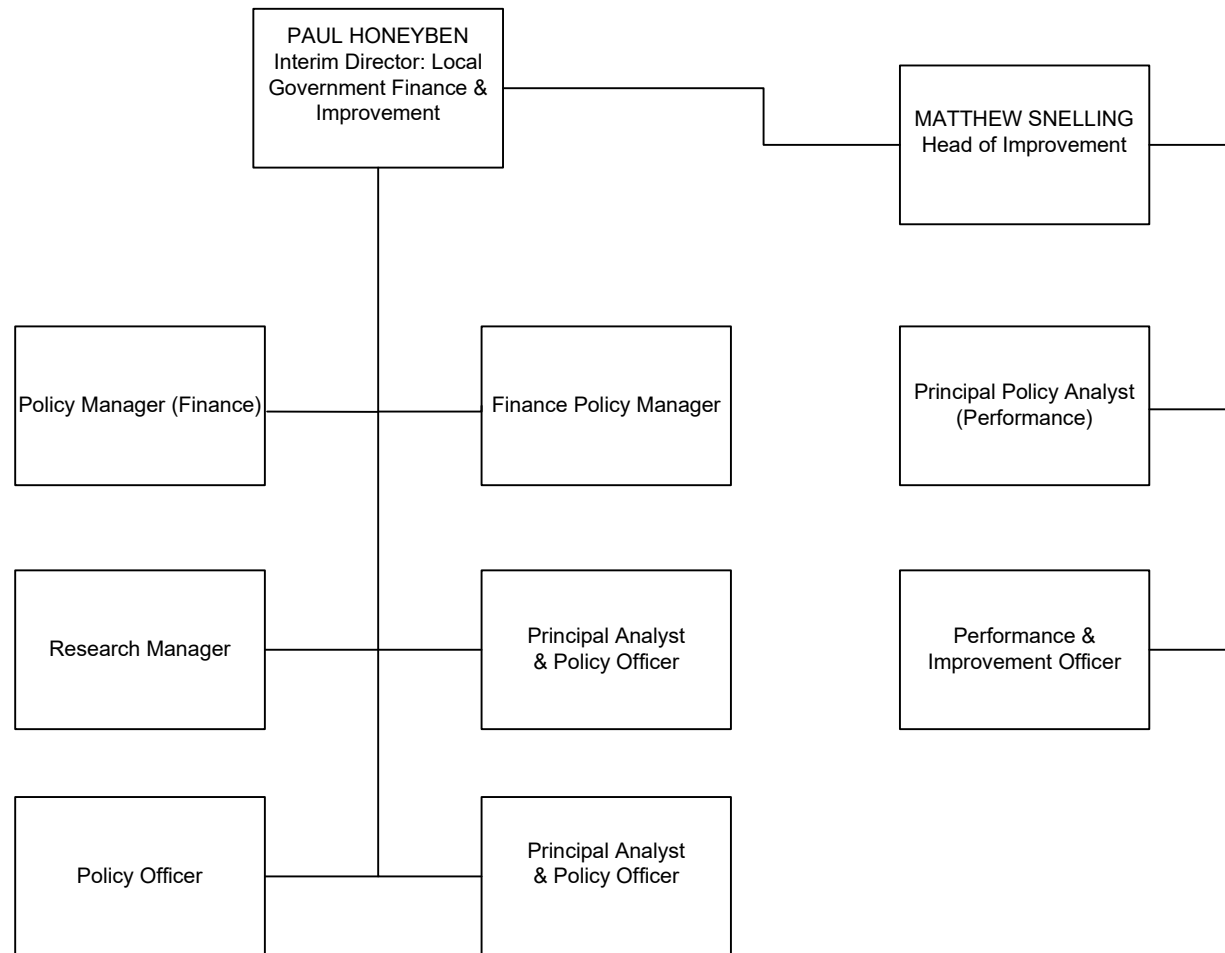 PAUL HONEYBEN
Interim Director: Local
Government Finance &
Improvement
MATTHEW SNELLING
Head of Improvement
Policy Manager (Finance)
Finance Policy Manager
Principal Policy Analyst
(Performance)
Research Manager
Principal Analyst
& Policy Officer
Performance &
Improvement Officer
Policy Officer
Principal Analyst
& Policy Officer